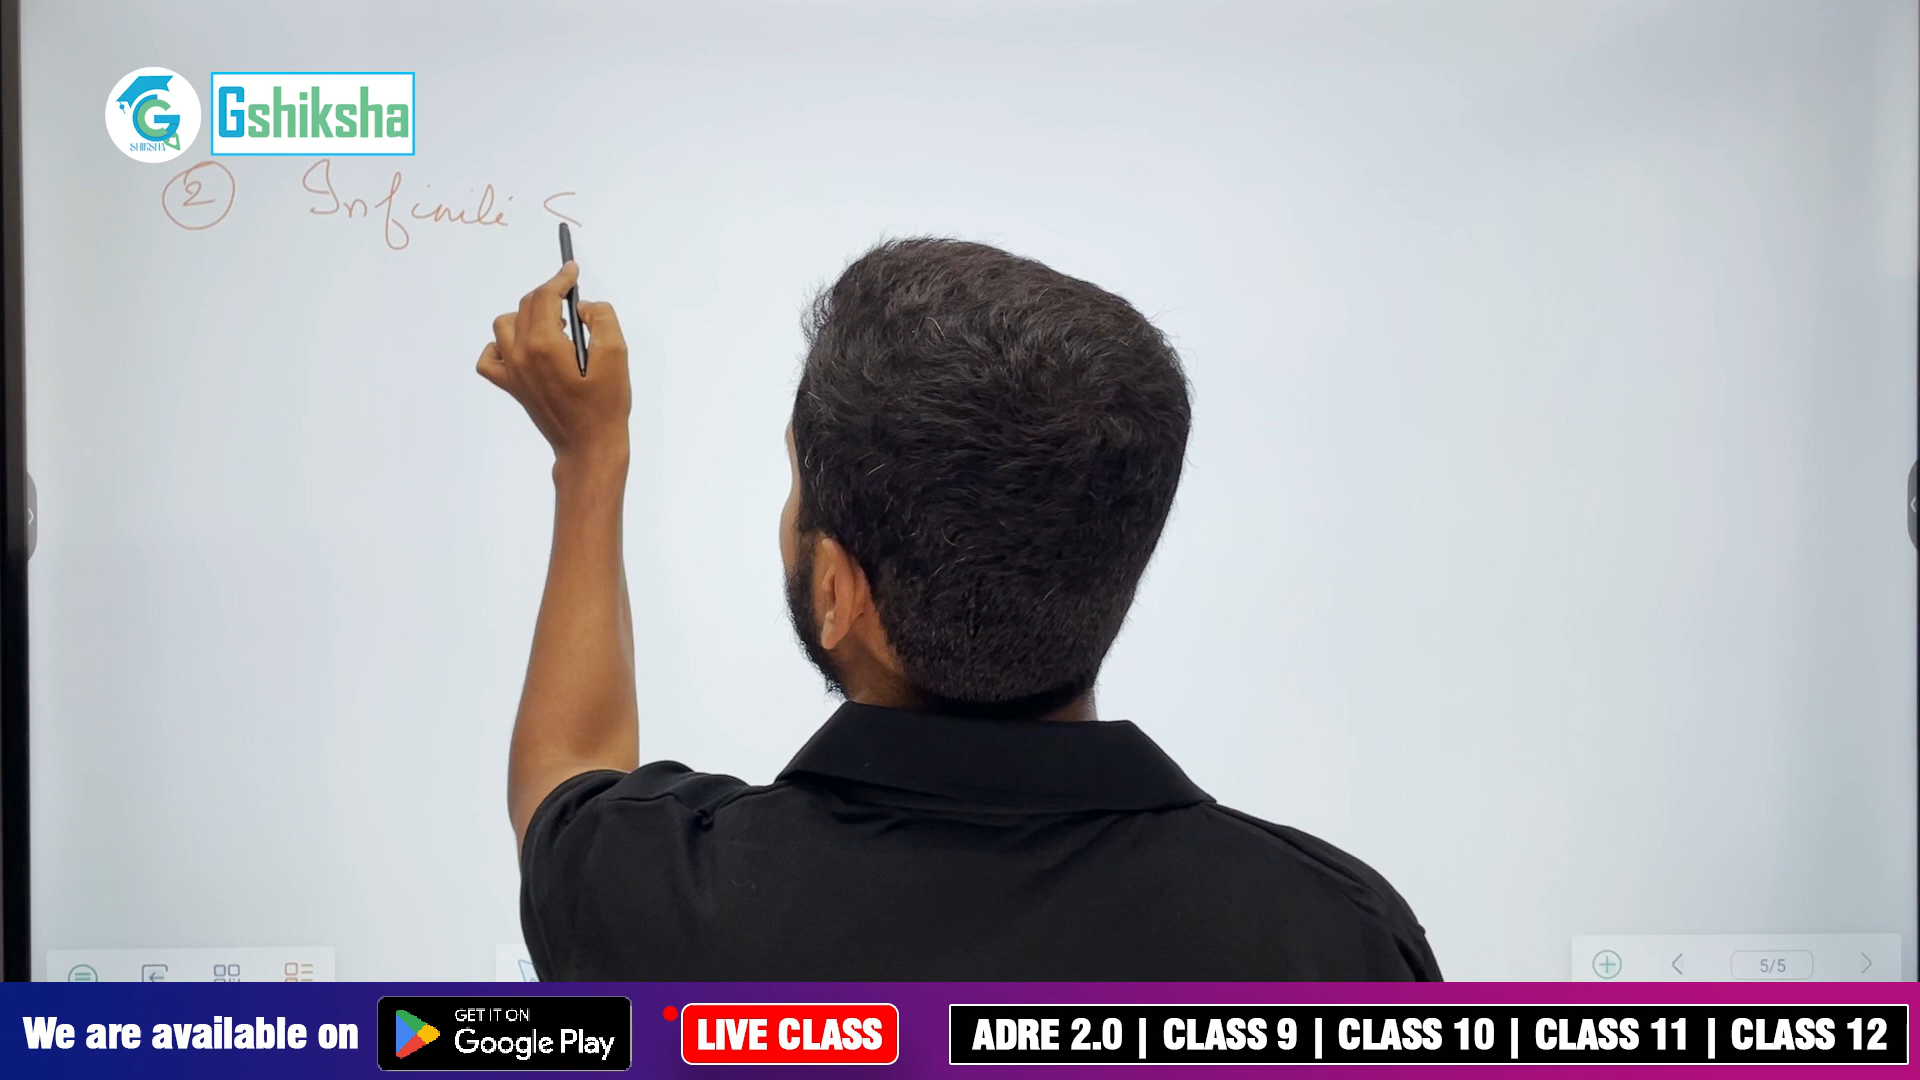 G
SHIKSHA
Gshiksha
2 Infinite S
5/5
We are available on
GET IT ON
Google Play
LIVE CLASS
ADRE 2.0 | CLASS 9 | CLASS 10 | CLASS 11 | CLASS 12